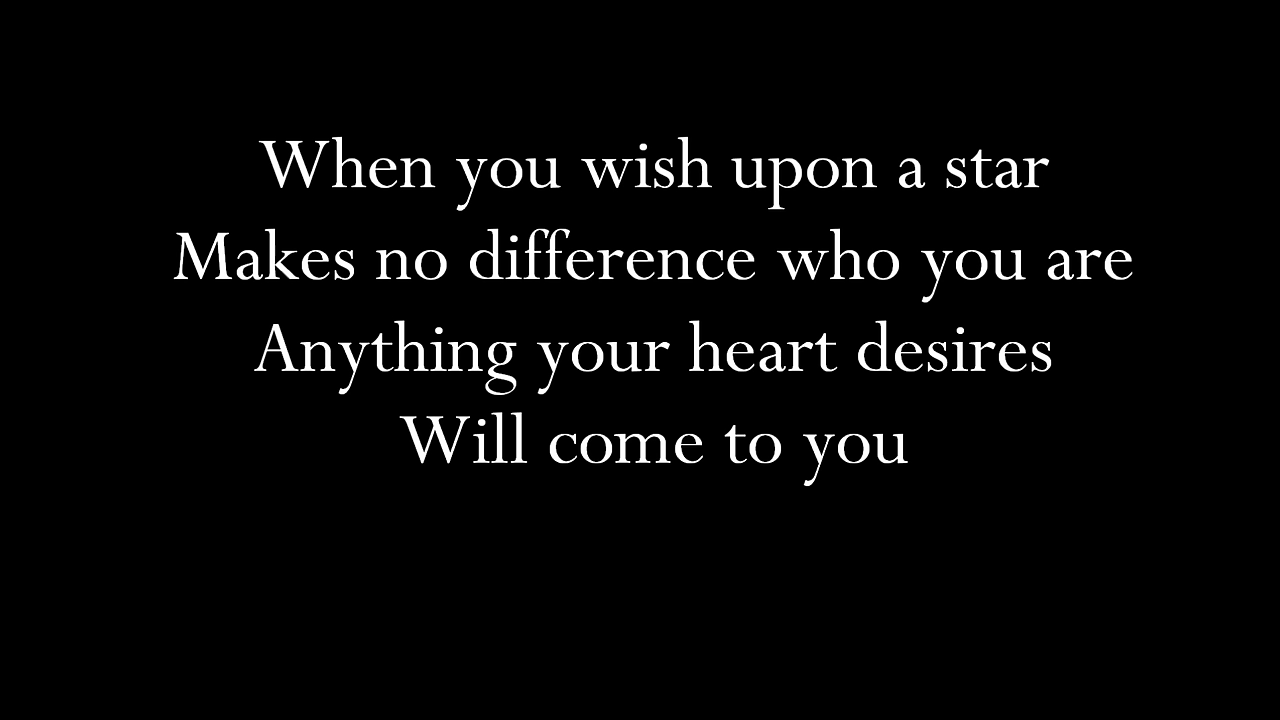 When you wish upon a star
Makes no difference who you are
Anything your heart desires
Will come to you